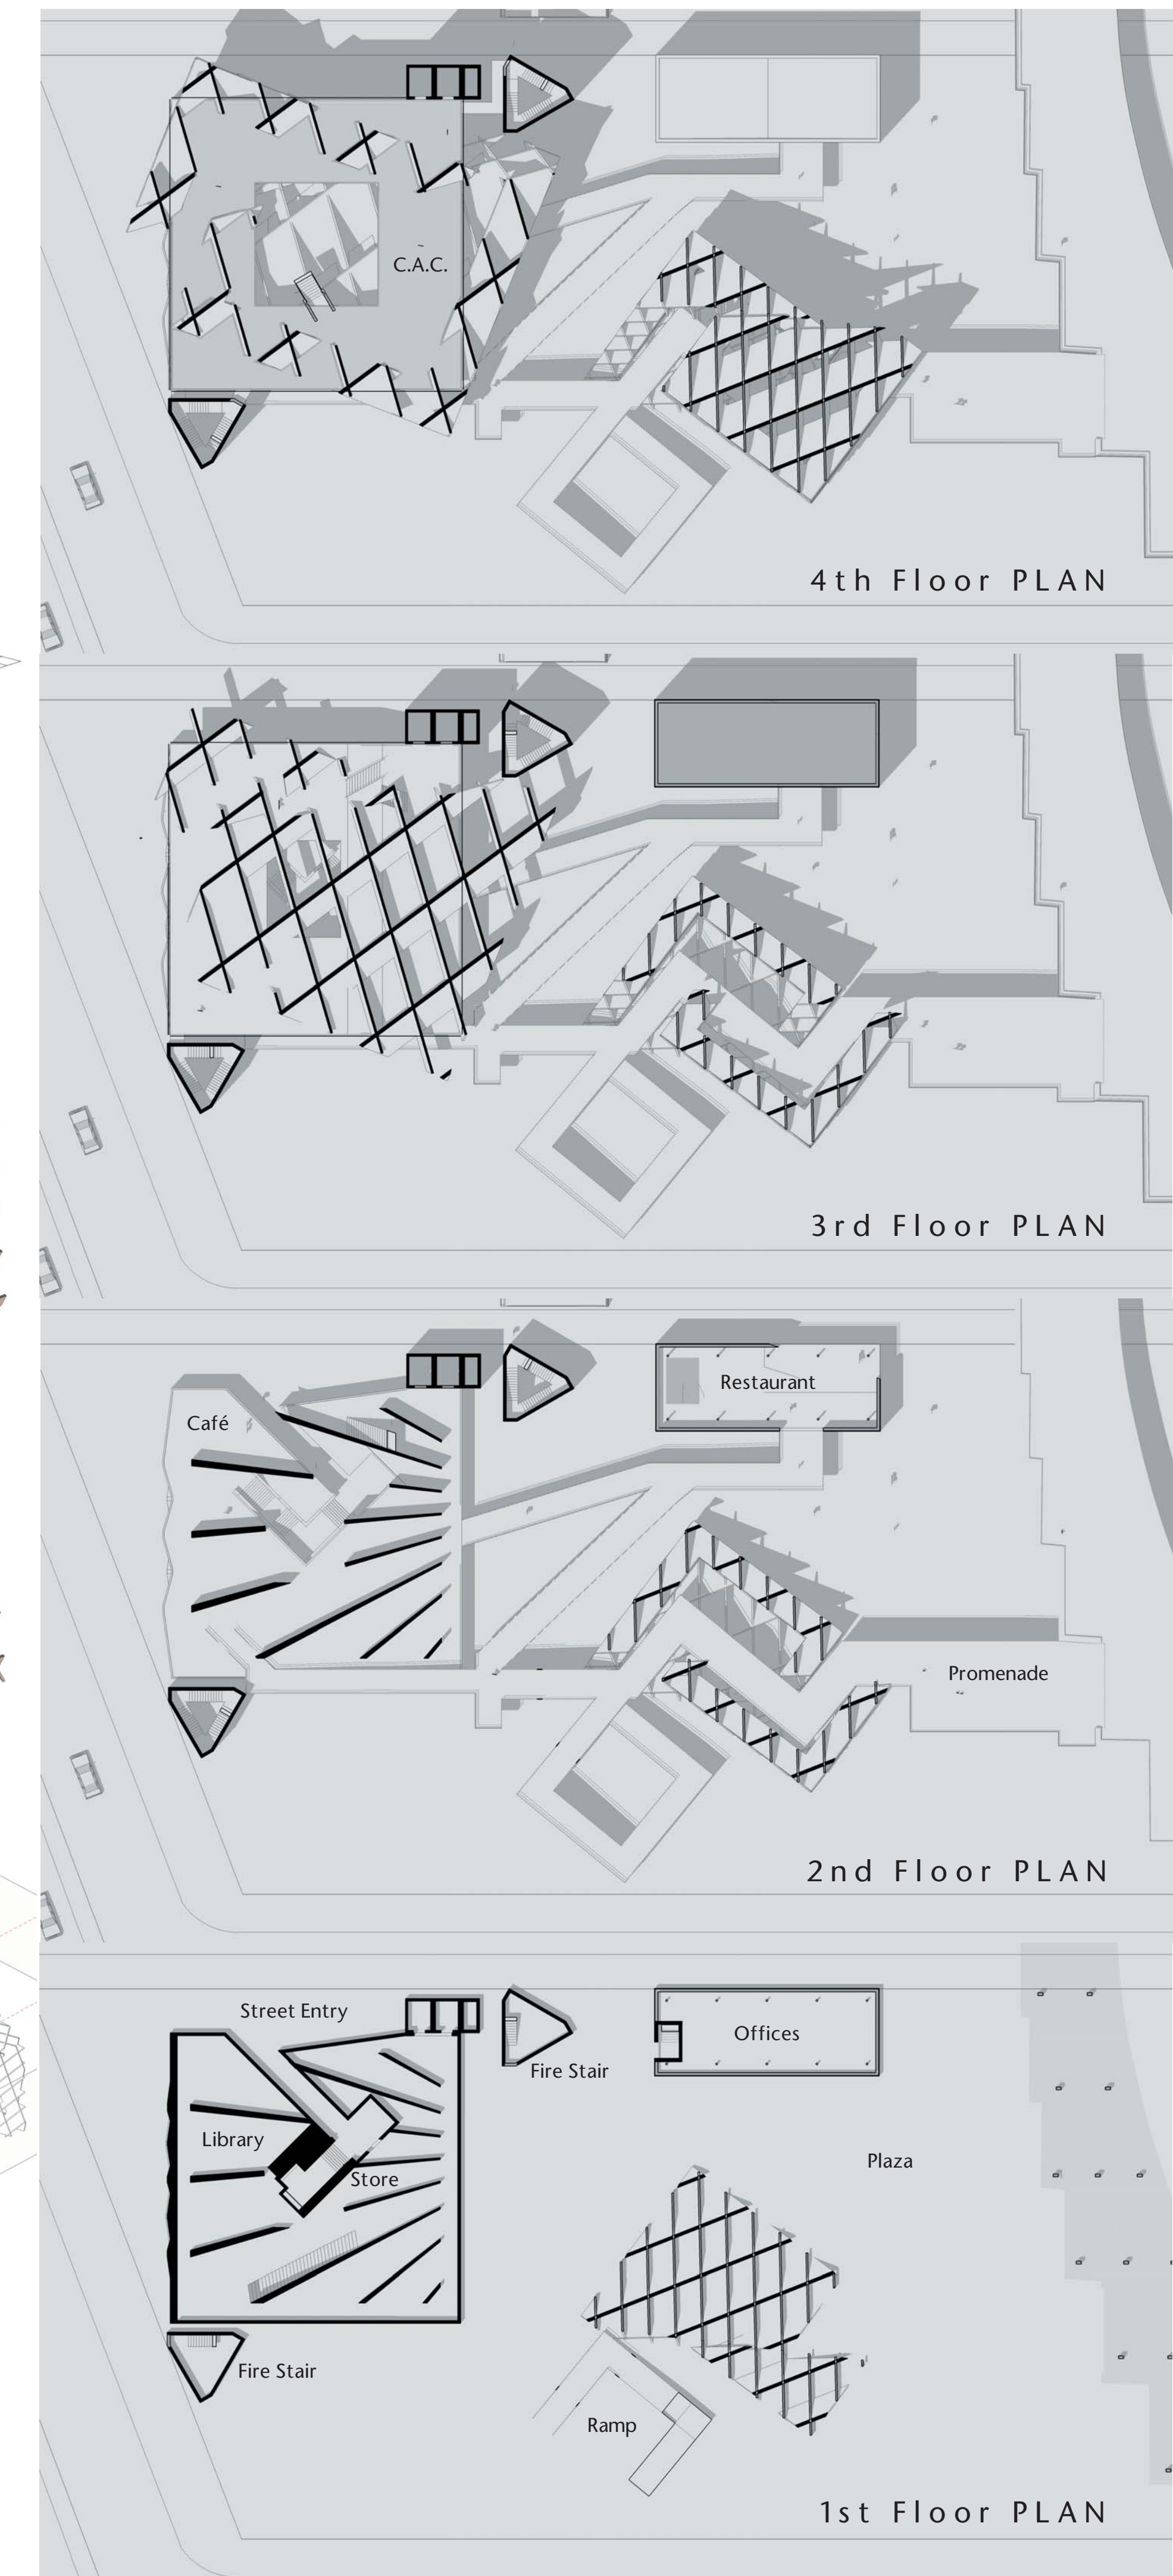 C.A.C.
4th Floor PLAN
3rd Floor PLAN
Restaurant
Café
Promenade
2nd Floor PLAN
Street Entry
Offices
Fire Stair
Library
Plaza
Store
Fire Stair
Ramp
1st Floor PLAN